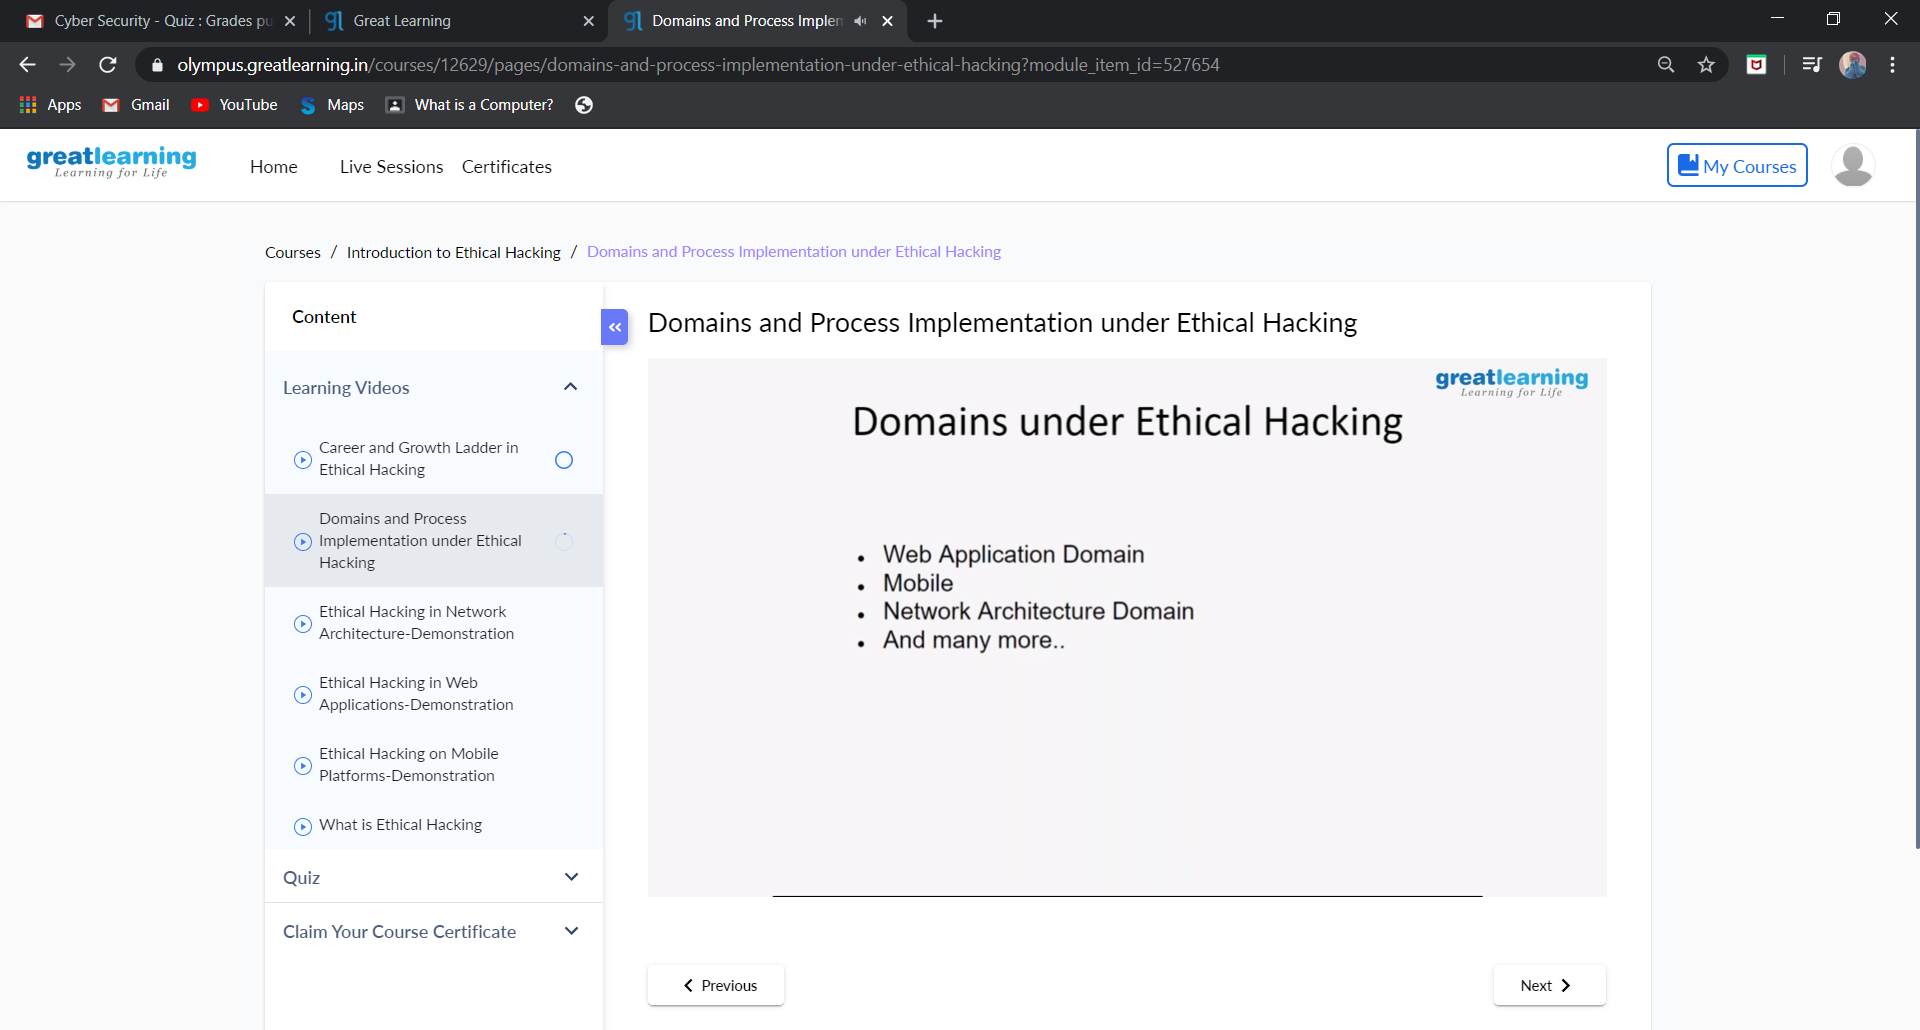 Cyber Security - Quiz : Grades pu
Great Learning
Domains and Process Implen
olympus.greatlearning.in/courses/12629/pages/domains-and-process-implementation-under-ethical-hacking?module_item_id=527654
Apps
Gmail
YouTube
Maps
What is a Computer?
greatlearning
Learning for Life
Home
Live Sessions
Certificates
My Courses
Courses / Introduction to Ethical Hacking / Domains and Process Implementation under Ethical Hacking
Content
Learning Videos
Career and Growth Ladder in
Ethical Hacking
Domains and Process
Implementation under Ethical
Hacking
Ethical Hacking in Network
Architecture-Demonstration
Ethical Hacking in Web
Applications-Demonstration
Ethical Hacking on Mobile
Platforms-Demonstration
What is Ethical Hacking
Quiz
Claim Your Course Certificate
Domains and Process Implementation under Ethical Hacking
greatlearning
Learning for Life
Domains under Ethical Hacking
• Web Application Domain
• Mobile
• Network Architecture Domain
• And many more..
Previous
Next